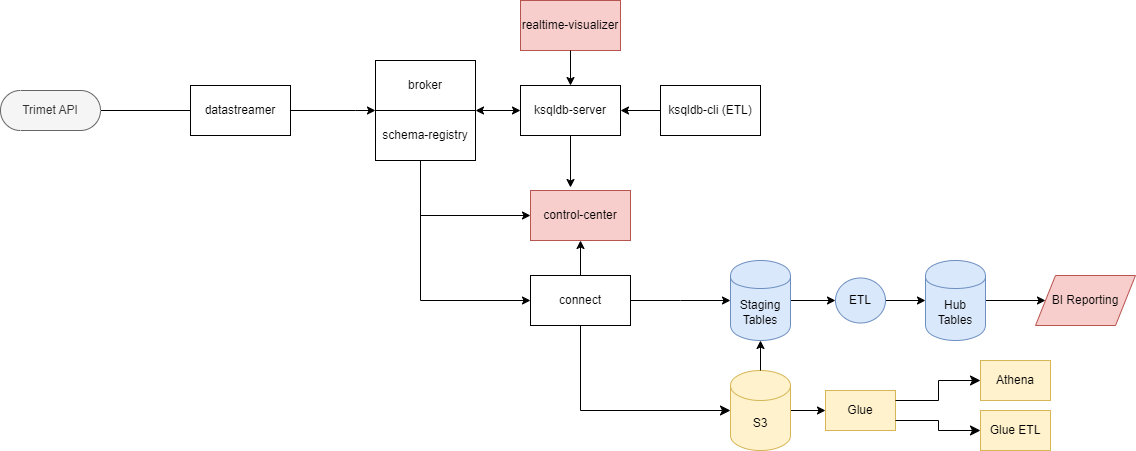 realtime-visualizer
broker
Trimet API
datastreamer
ksqldb-server
ksqldb-cli (ETL)
schema-registry
control-center
connect
Staging
Tables
ETL
Hub
Tables
BI Reporting
Athena
Glue
S3
Glue ETL